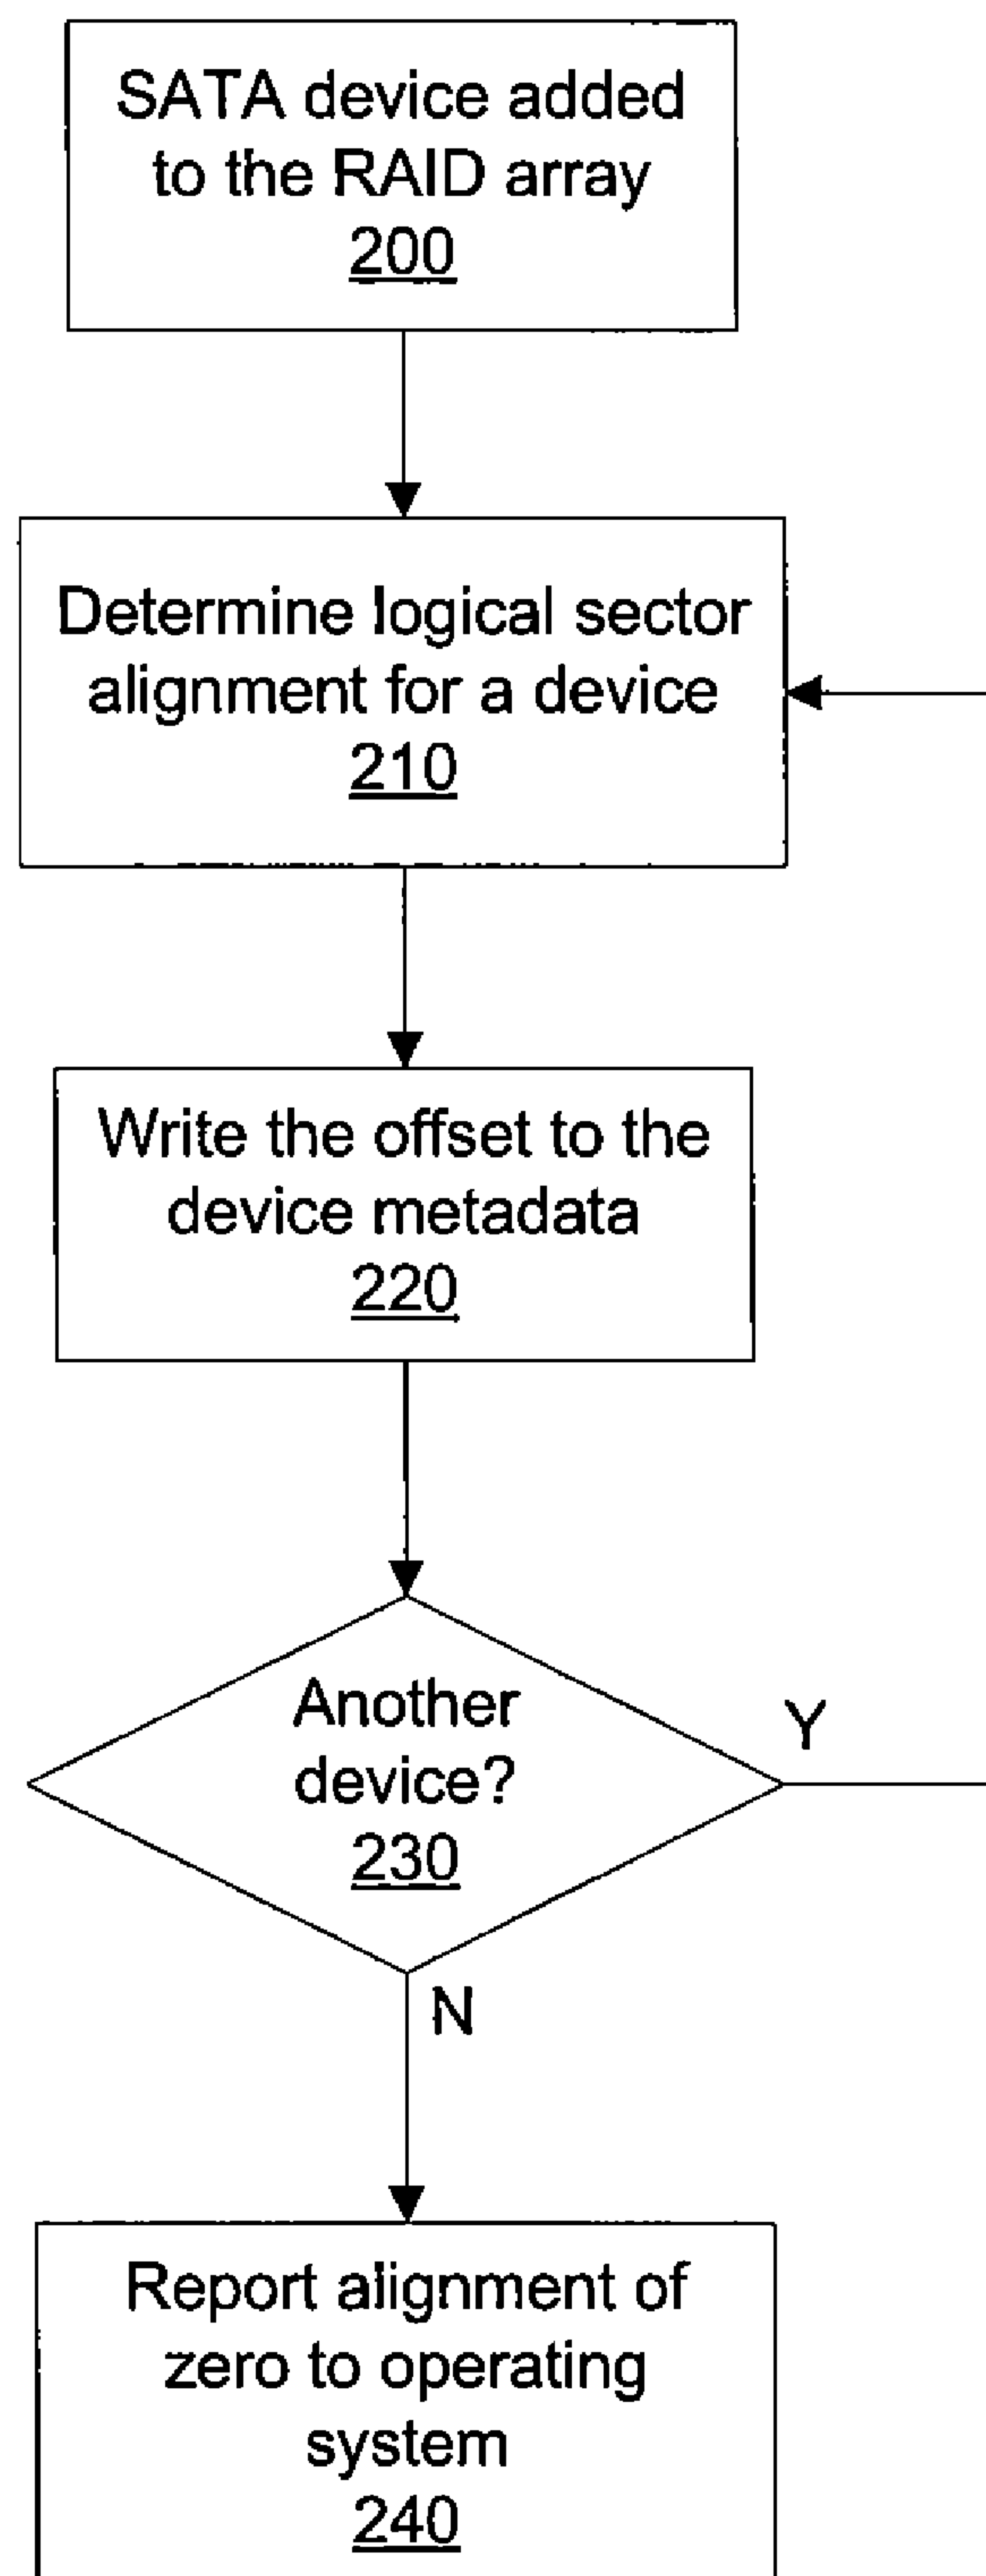 SATA device added
to the RAID array
200
Determine logical sector
alignment for a device
210
Write the offset to the
device metadata
220
Another
device?
230
Y
N
Report alignment of
zero to operating
system
240